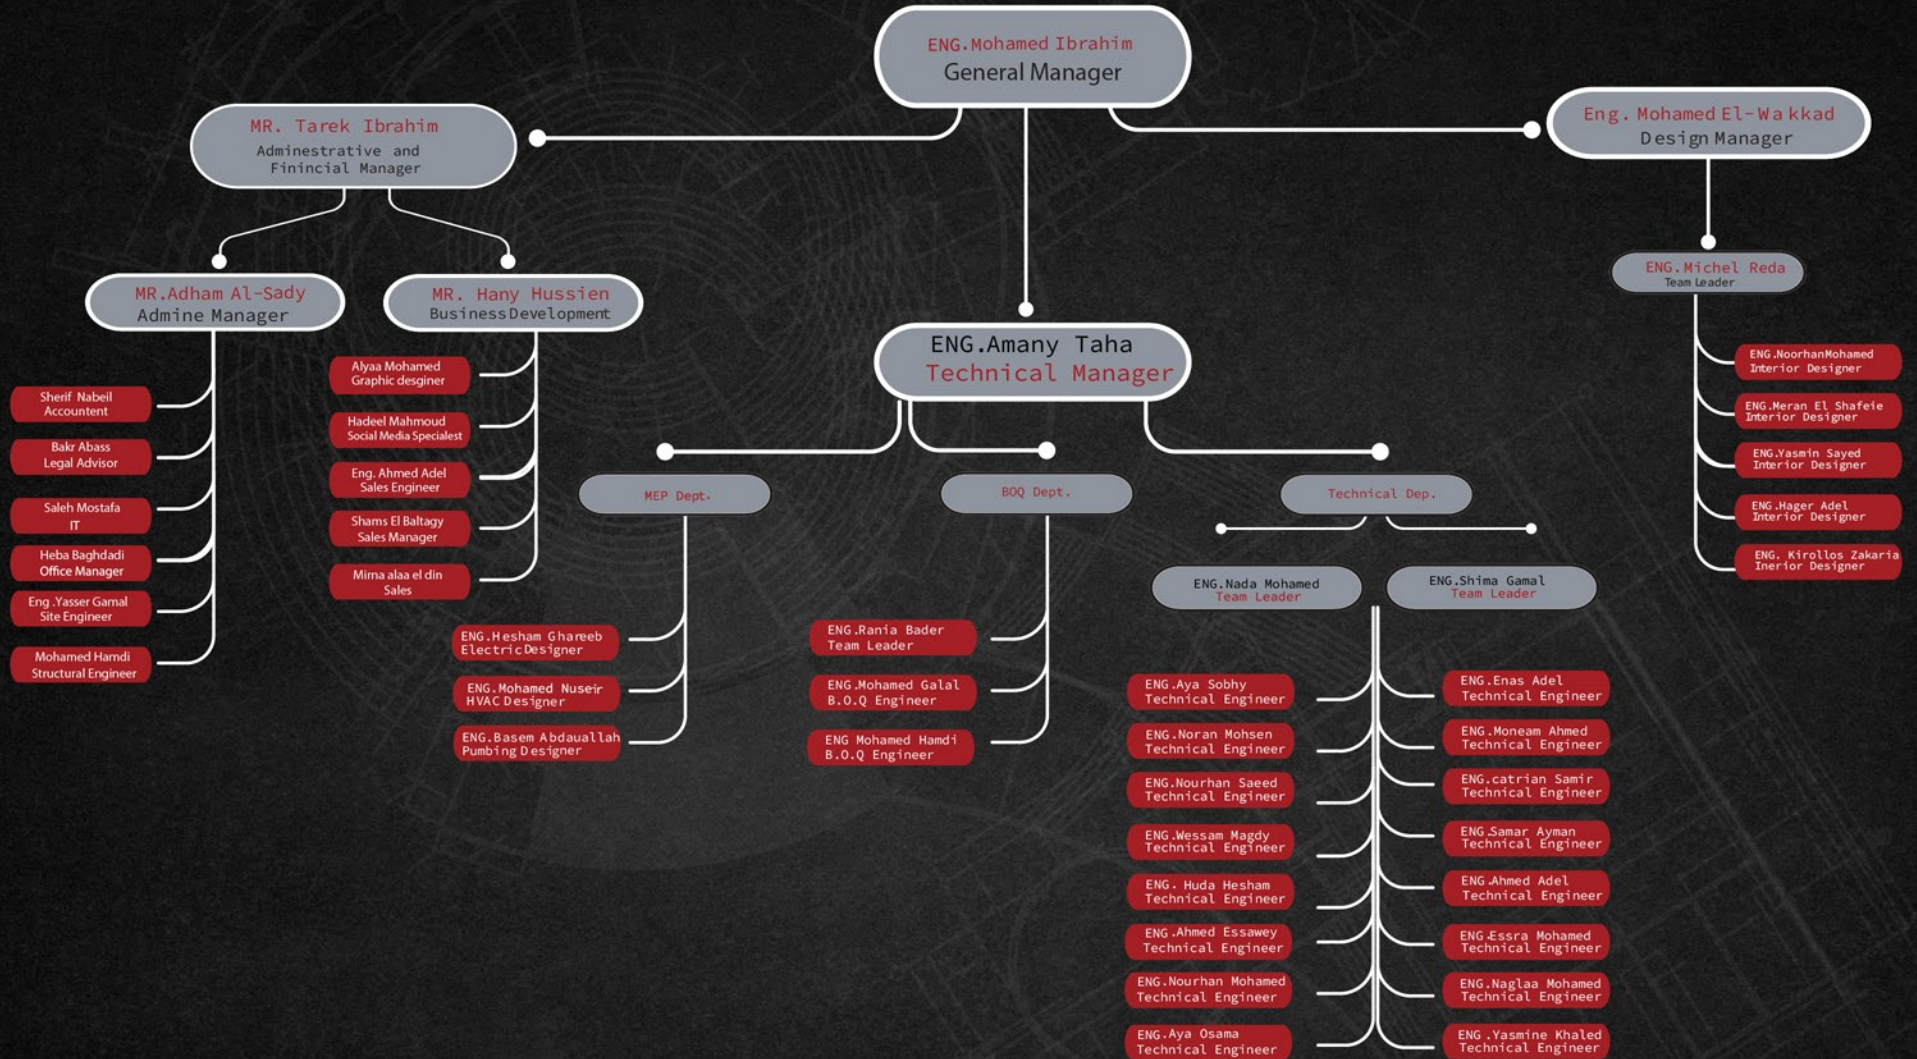 ENG.Mohamed Ibrahim
General Manager
MR. Tarek Ibrahim
Adminestrative and
Finincial Manager
Eng. Mohamed El-Wakkad
Design Manager
MR.Adham Al-Sady
Admine Manager
MR. Hany Hussien
Business Development
ENG.Michel Reda
Team Leader
ENG.Amany Taha
Technical Manager
Sherif Nabeil
Accountent
Bakr Abass
Legal Advisor
Saleh Mostafa
IT
Heba Baghdadi
Office Manager
Eng .Yasser Gamal
Site Engineer
Mohamed Hamdi
Structural Engineer
Alyaa Mohamed
Graphic desginer
Hadeel Mahmoud
Social Media Specialest
Eng. Ahmed Adel
Sales Engineer
Shams El Baltagy
Sales Manager
Mirna alaa el din
Sales
MEP Dept.
BOQ Dept.
Technical Dep.
ENG.Hesham Ghareeb
Electric Designer
ENG.Mohamed Nuseir
HVAC Designer
ENG.Basem Abdauallah
Pumbing Designer
ENG.Rania Bader
Team Leader
ENG.Mohamed Galal
B.O.Q Engineer
ENG Mohamed Hamdi
B.O.Q Engineer
ENG.Nada Mohamed
Team Leader
ENG.Shima Gamal
Team Leader
ENG.Aya Sobhy
Technical Engineer
ENG.Noran Mohsen
Technical Engineer
ENG.Nourhan Saeed
Technical Engineer
ENG.Wessam Magdy
Technical Engineer
ENG. Huda Hesham
Technical Engineer
ENG.Ahmed Essawey
Technical Engineer
ENG.Nourhan Mohamed
Technical Engineer
ENG.Aya Osama
Technical Engineer
ENG.Enas Adel
Technical Engineer
ENG.Moneam Ahmed
Technical Engineer
ENG.catrian Samir
Technical Engineer
ENG.Samar Ayman
Technical Engineer
ENG.Ahmed Adel
Technical Engineer
ENG.Essra Mohamed
Technical Engineer
ENG.Naglaa Mohamed
Technical Engineer
ENG.Yasmine Khaled
Technical Engineer
ENG.Noorhan Mohamed
Interior Designer
ENG.Meran El Shafeie
Interior Designer
ENG.Yasmin Sayed
Interior Designer
ENG.Hager Adel
Interior Designer
ENG. Kirollos Zakaria
Inerior Designer